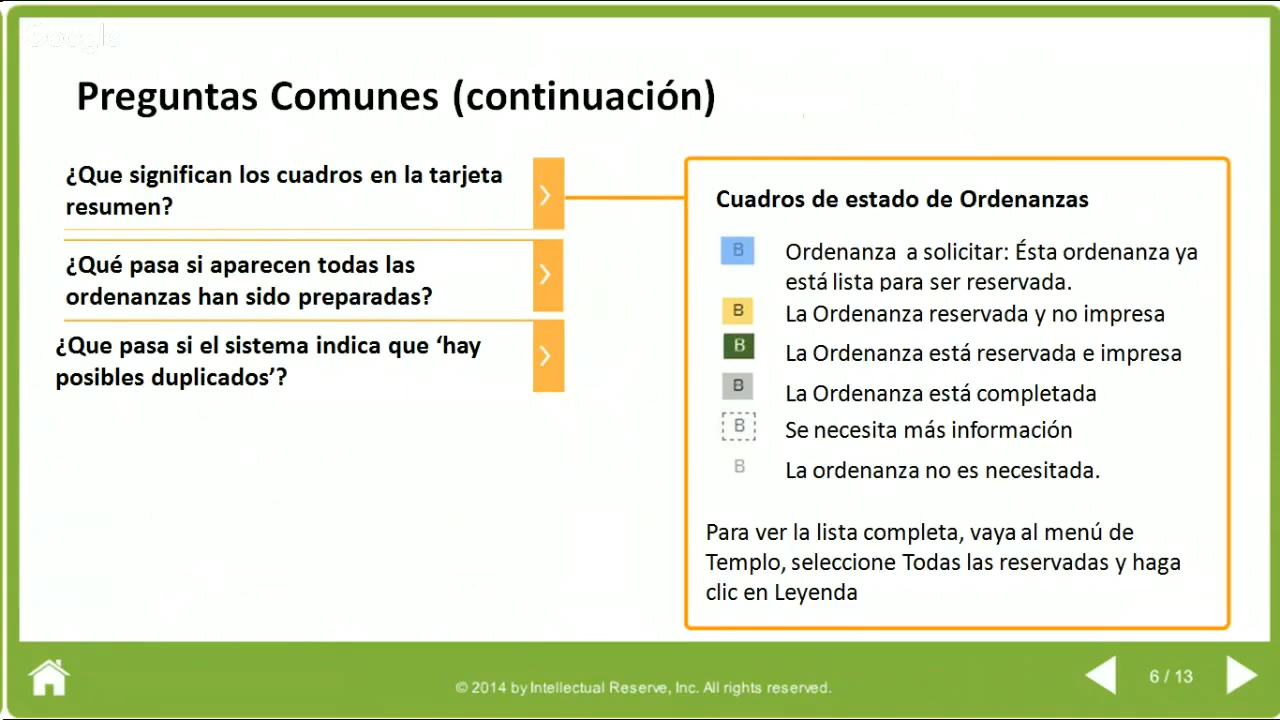 Google
Preguntas Comunes (continuación)
¿Que significan los cuadros en la tarjeta
resumen?
¿Qué pasa si aparecen todas las
ordenanzas han sido preparadas?
¿Que pasa si el sistema indica que ‘hay
posibles duplicados’?
Cuadros de estado de Ordenanzas
B Ordenanza a solicitar: Ésta ordenanza ya
está lista para ser reservada.
B La Ordenanza reservada y no impresa
B La Ordenanza está reservada e impresa
B La Ordenanza está completada
B Se necesita más información
B La ordenanza no es necesitada.
Para ver la lista completa, vaya al menú de
Templo, seleccione Todas las reservadas y haga
clic en Leyenda
© 2014 by Intellectual Reserve, Inc. All rights reserved.
6 / 13